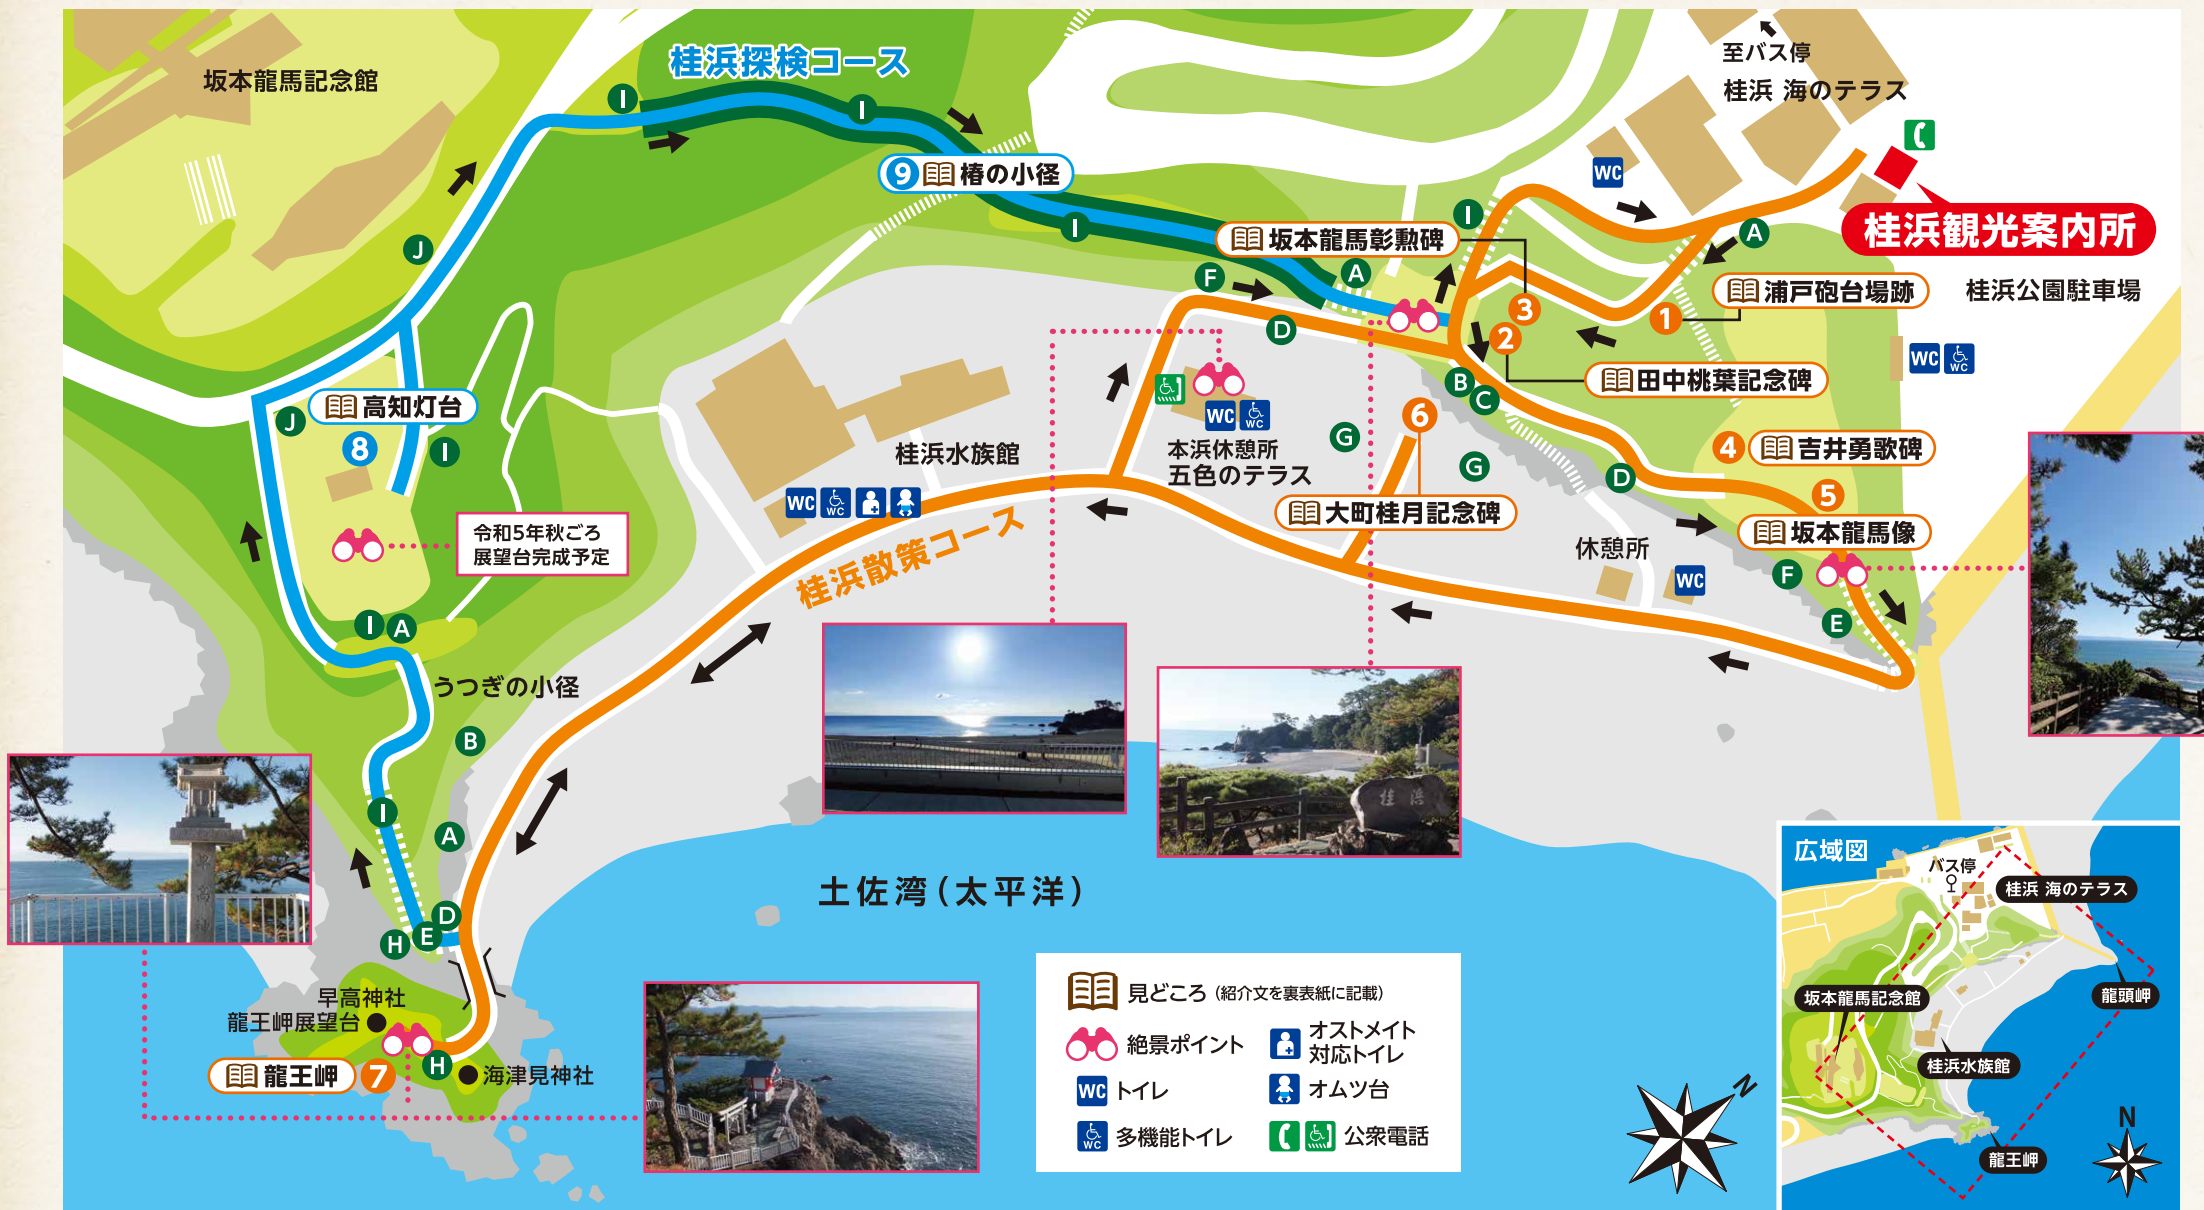 坂本龍馬記念館
桂浜探検コース
至バス停
桂浜 海のテラス
I
I
I
I
WC
9 椿の小径
桂浜観光案内所
A
J
坂本龍馬彰勲碑
F
A
浦戸砲台場跡
桂浜公園駐車場
3
1
2
D
WC
WC
田中桃葉記念碑
高知灯台
J
8
I
B
C
6
WC
WC
G
G
本浜休憩所
五色のテラス
桂浜水族館
WC
WC
4 吉井勇歌碑
D
5
大町桂月記念碑
坂本龍馬像
令和5年秋ごろ
展望台完成予定
桂浜散策コース
休憩所
WC
F
E
I
A
うつぎの小径
B
I
A
桂浜
土佐湾(太平洋)
D
H
E
早高神社
龍王岬展望台
龍王岬 7
H
海津見神社
見どころ (紹介文を裏表紙に記載)
絶景ポイント
オストメイト
対応トイレ
WC トイレ
オムツ台
WC 多機能トイレ
公衆電話
N
広域図
バス停
桂浜 海のテラス
坂本龍馬記念館
龍頭岬
桂浜水族館
龍王岬
N